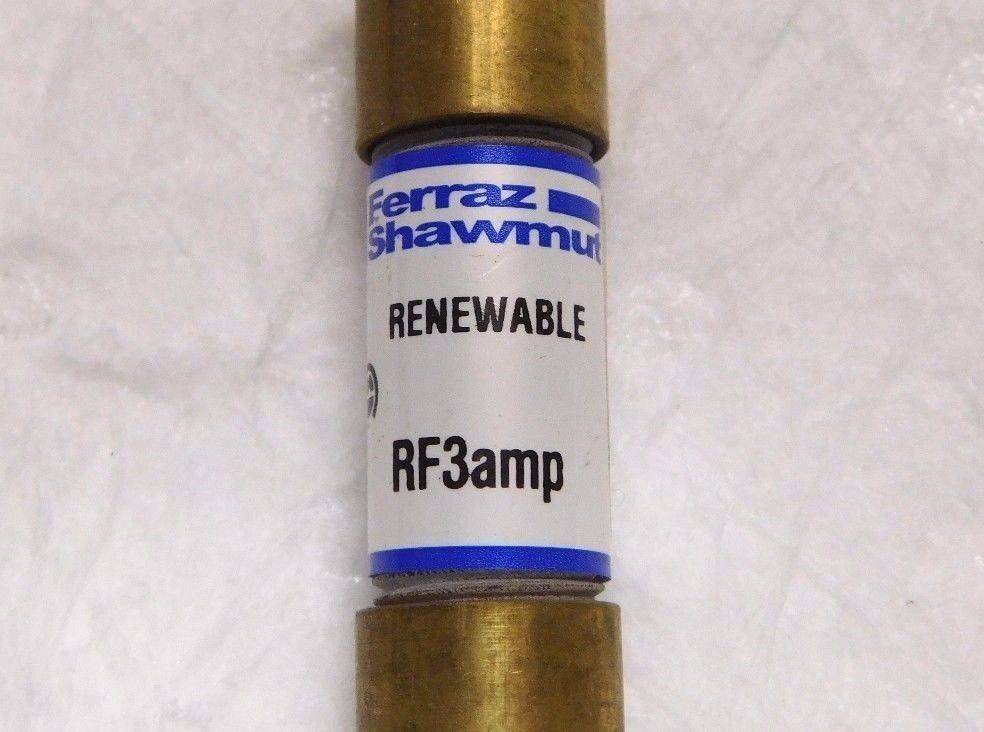 Ferraz
Shawmut
RENEWABLE
RF3amp